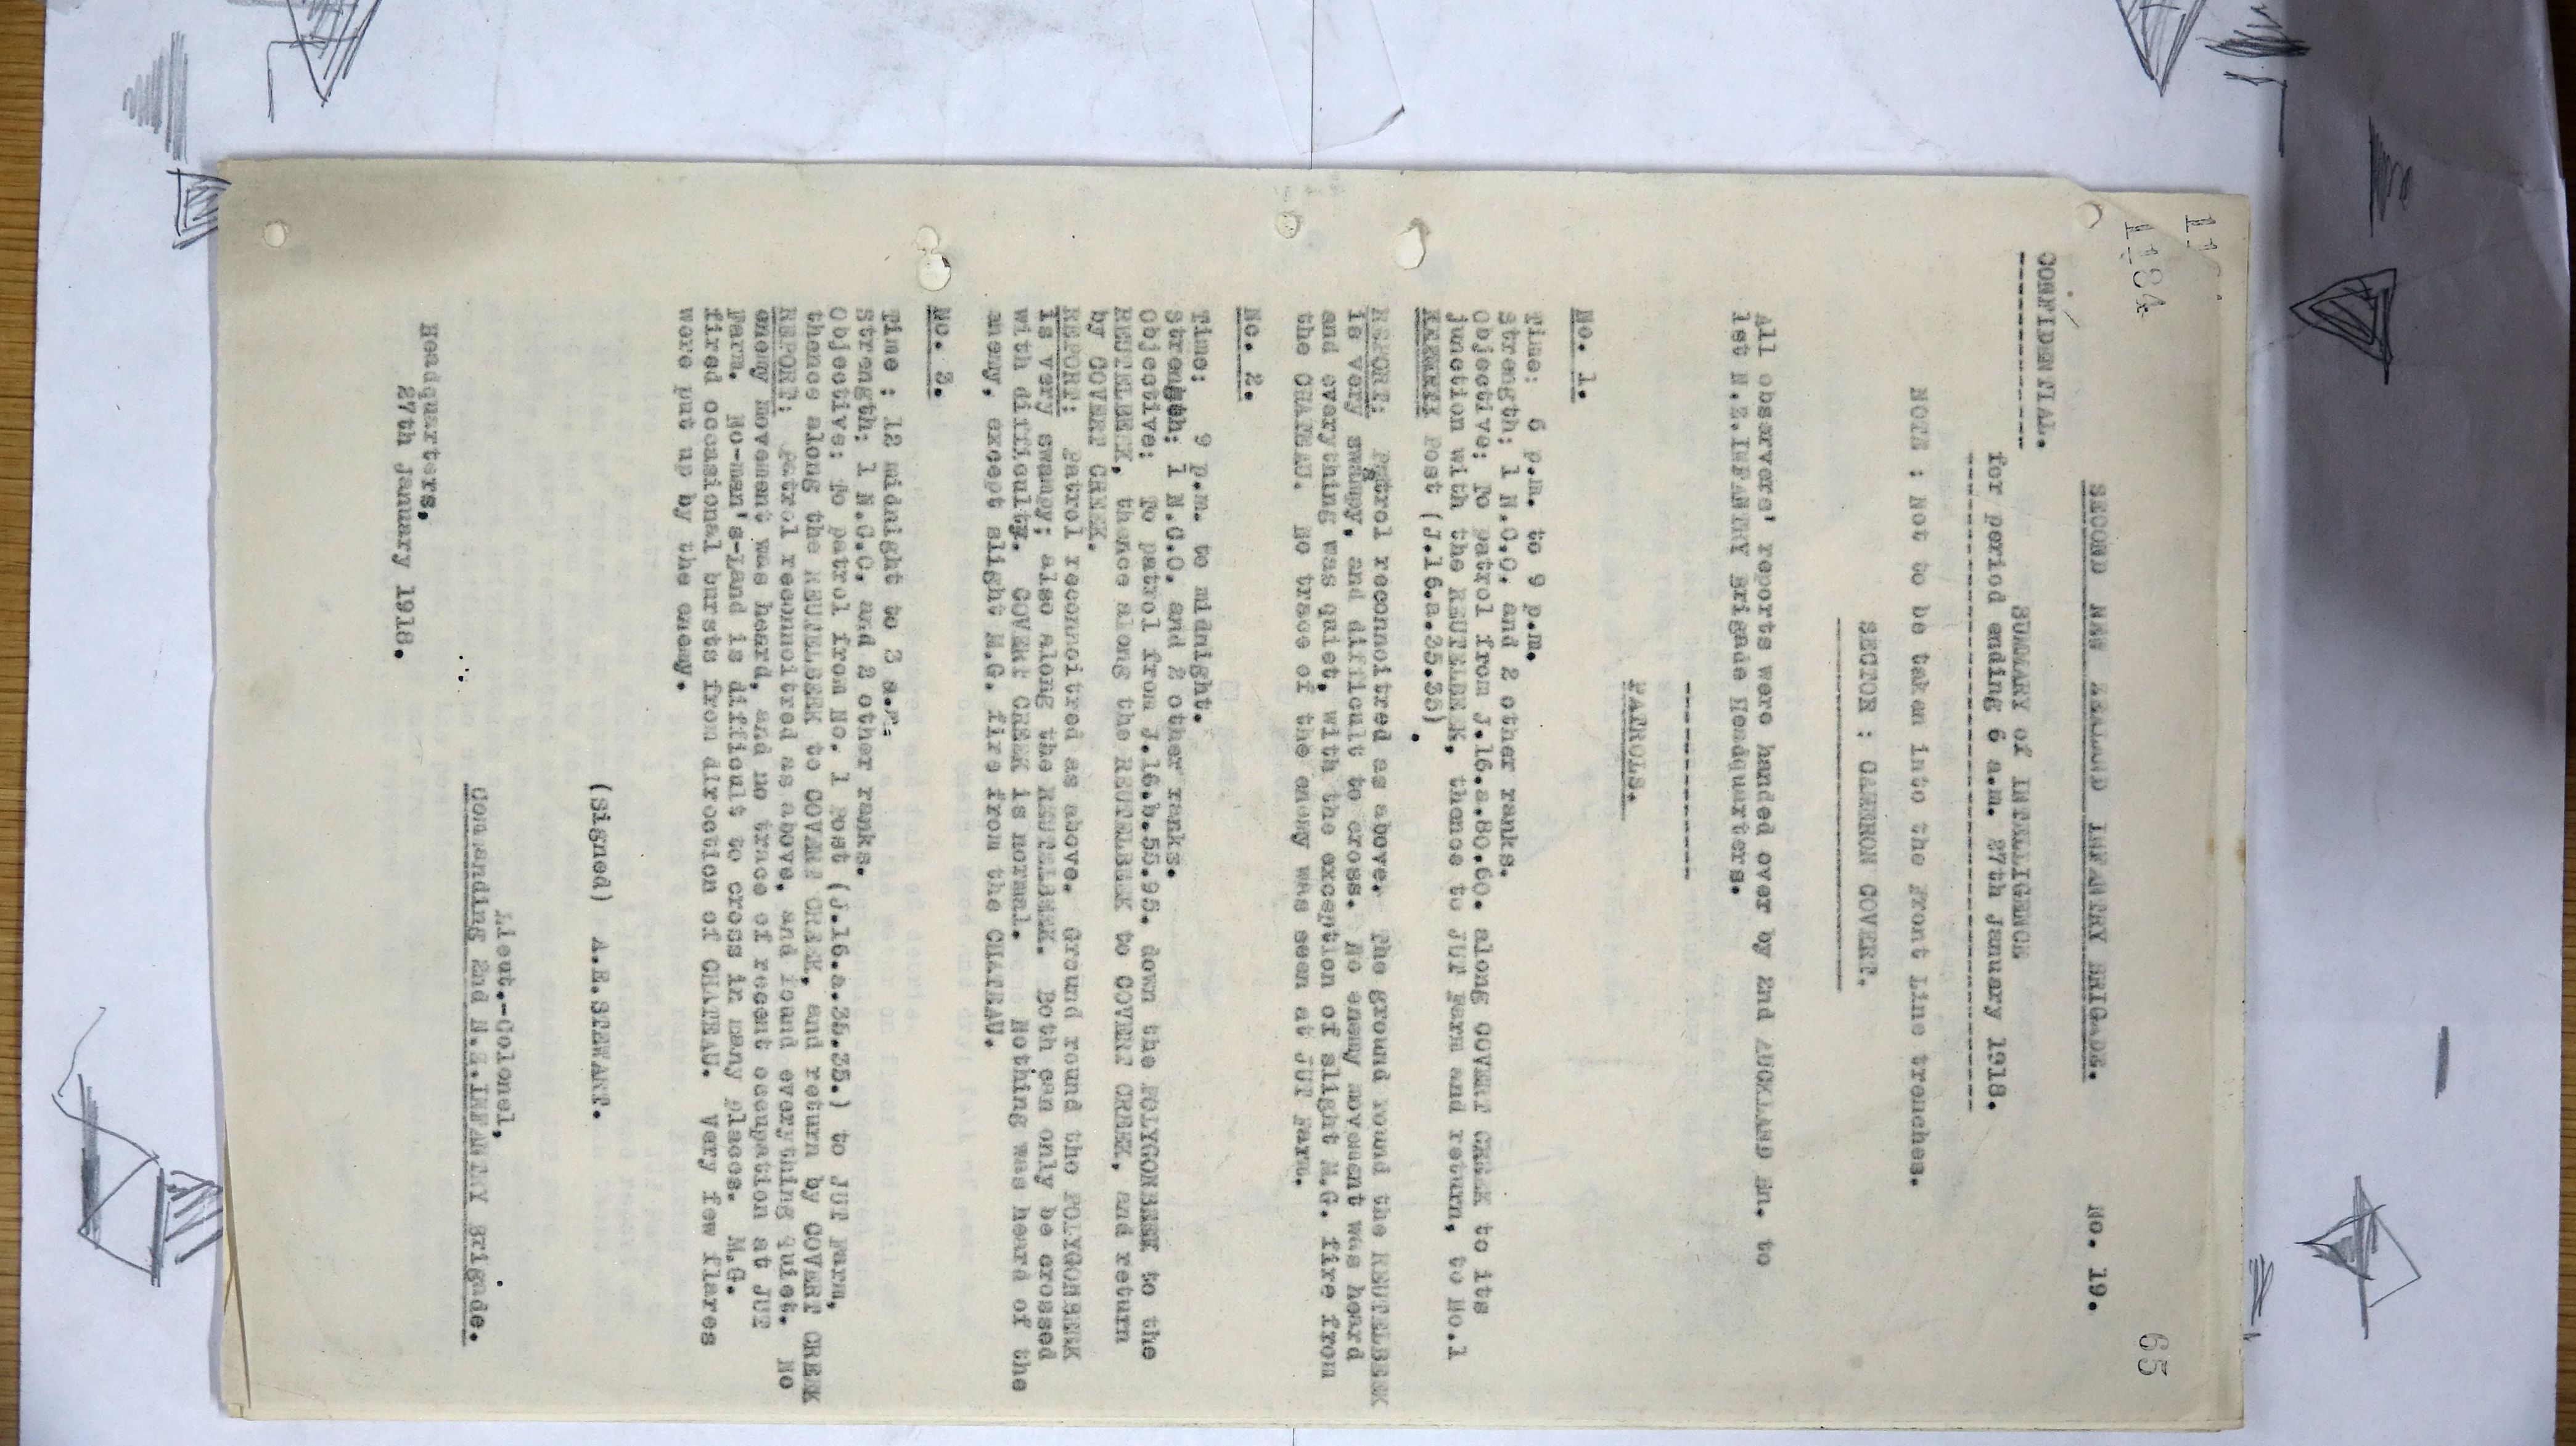 11
1184
65
SECOND NEW ZEALAND INFANTRY BRIGADE. No. 19.
CONFIDENTIAL.
SUMMARY of INTELLIGENCE
for period ending 6 a.m. 27th January 1918.
NOTE : Not to be taken into the Front Line trenches.
SECTOR : CAMERON COVERT.
All observers' reports were handed over by 2nd AUCKLAND Bn. to
1st N.Z.INFANTRY Brigade Headquarters.
PATROLS.
No. 1.
Time: 6 p.m. to 9 p.m.
Strength: 1 N.C.O. and 2 other ranks.
Objective: To patrol from J.16.a.80.60. along COVERT CREEK to its
junction with the REUTELBEEK, thence to JUT Farm and return, to No.1
Post (J.16.a.35.35)
REPORT: Patrol reconnoitred as above. The ground round the REUTELBEEK
is very swampy, and difficult to cross. No enemy movement was heard
and everything was quiet, with the exception of slight M.G. fire from
the CHATEAU. No trace of the enemy was seen at JUT Farm.
No. 2.
Time: 9 p.m. to midnight.
Strength: 1 N.C.O. and 2 other ranks.
Objective: To patrol from J.16.b.55.95. down the POLYGONBEEK to the
REUTELBEEK, thence along the REUTELBEEK to COVERT CREEK, and return
by COVERT CREEK.
REPORT: Patrol reconnoitred as above. Ground round the POLYGONBEEK
is very swampy; also along the REUTELBEEK. Both can only be crossed
with difficulty. COVERT CREEK is normal. Nothing was heard of the
enemy, except slight M.G. fire from the CHATEAU.
No. 3.
Time : 12 midnight to 3 a.m.
Strength: 1 N.C.O. and 2 other ranks.
Objective: To patrol from No. 1 Post (J.16.a.35.35.) to JUT Farm,
thence along the REUTELBEEK to COVERT CREEK, and return by COVERT CREEK
REPORT: Patrol reconnoitred as above, and found everything quiet. No
enemy movement was heard, and no trace of recent occupation at JUT
Farm. No-man's-Land is difficult to cross in many places. M.G.
fired occasional bursts from direction of CHATEAU. Very few flares
were put up by the enemy.
(Signed) A.E.STEWART.
Lieut.-Colonel,
Commanding 2nd N.Z.INFANTRY Brigade.
Headquarters,
27th January 1918.